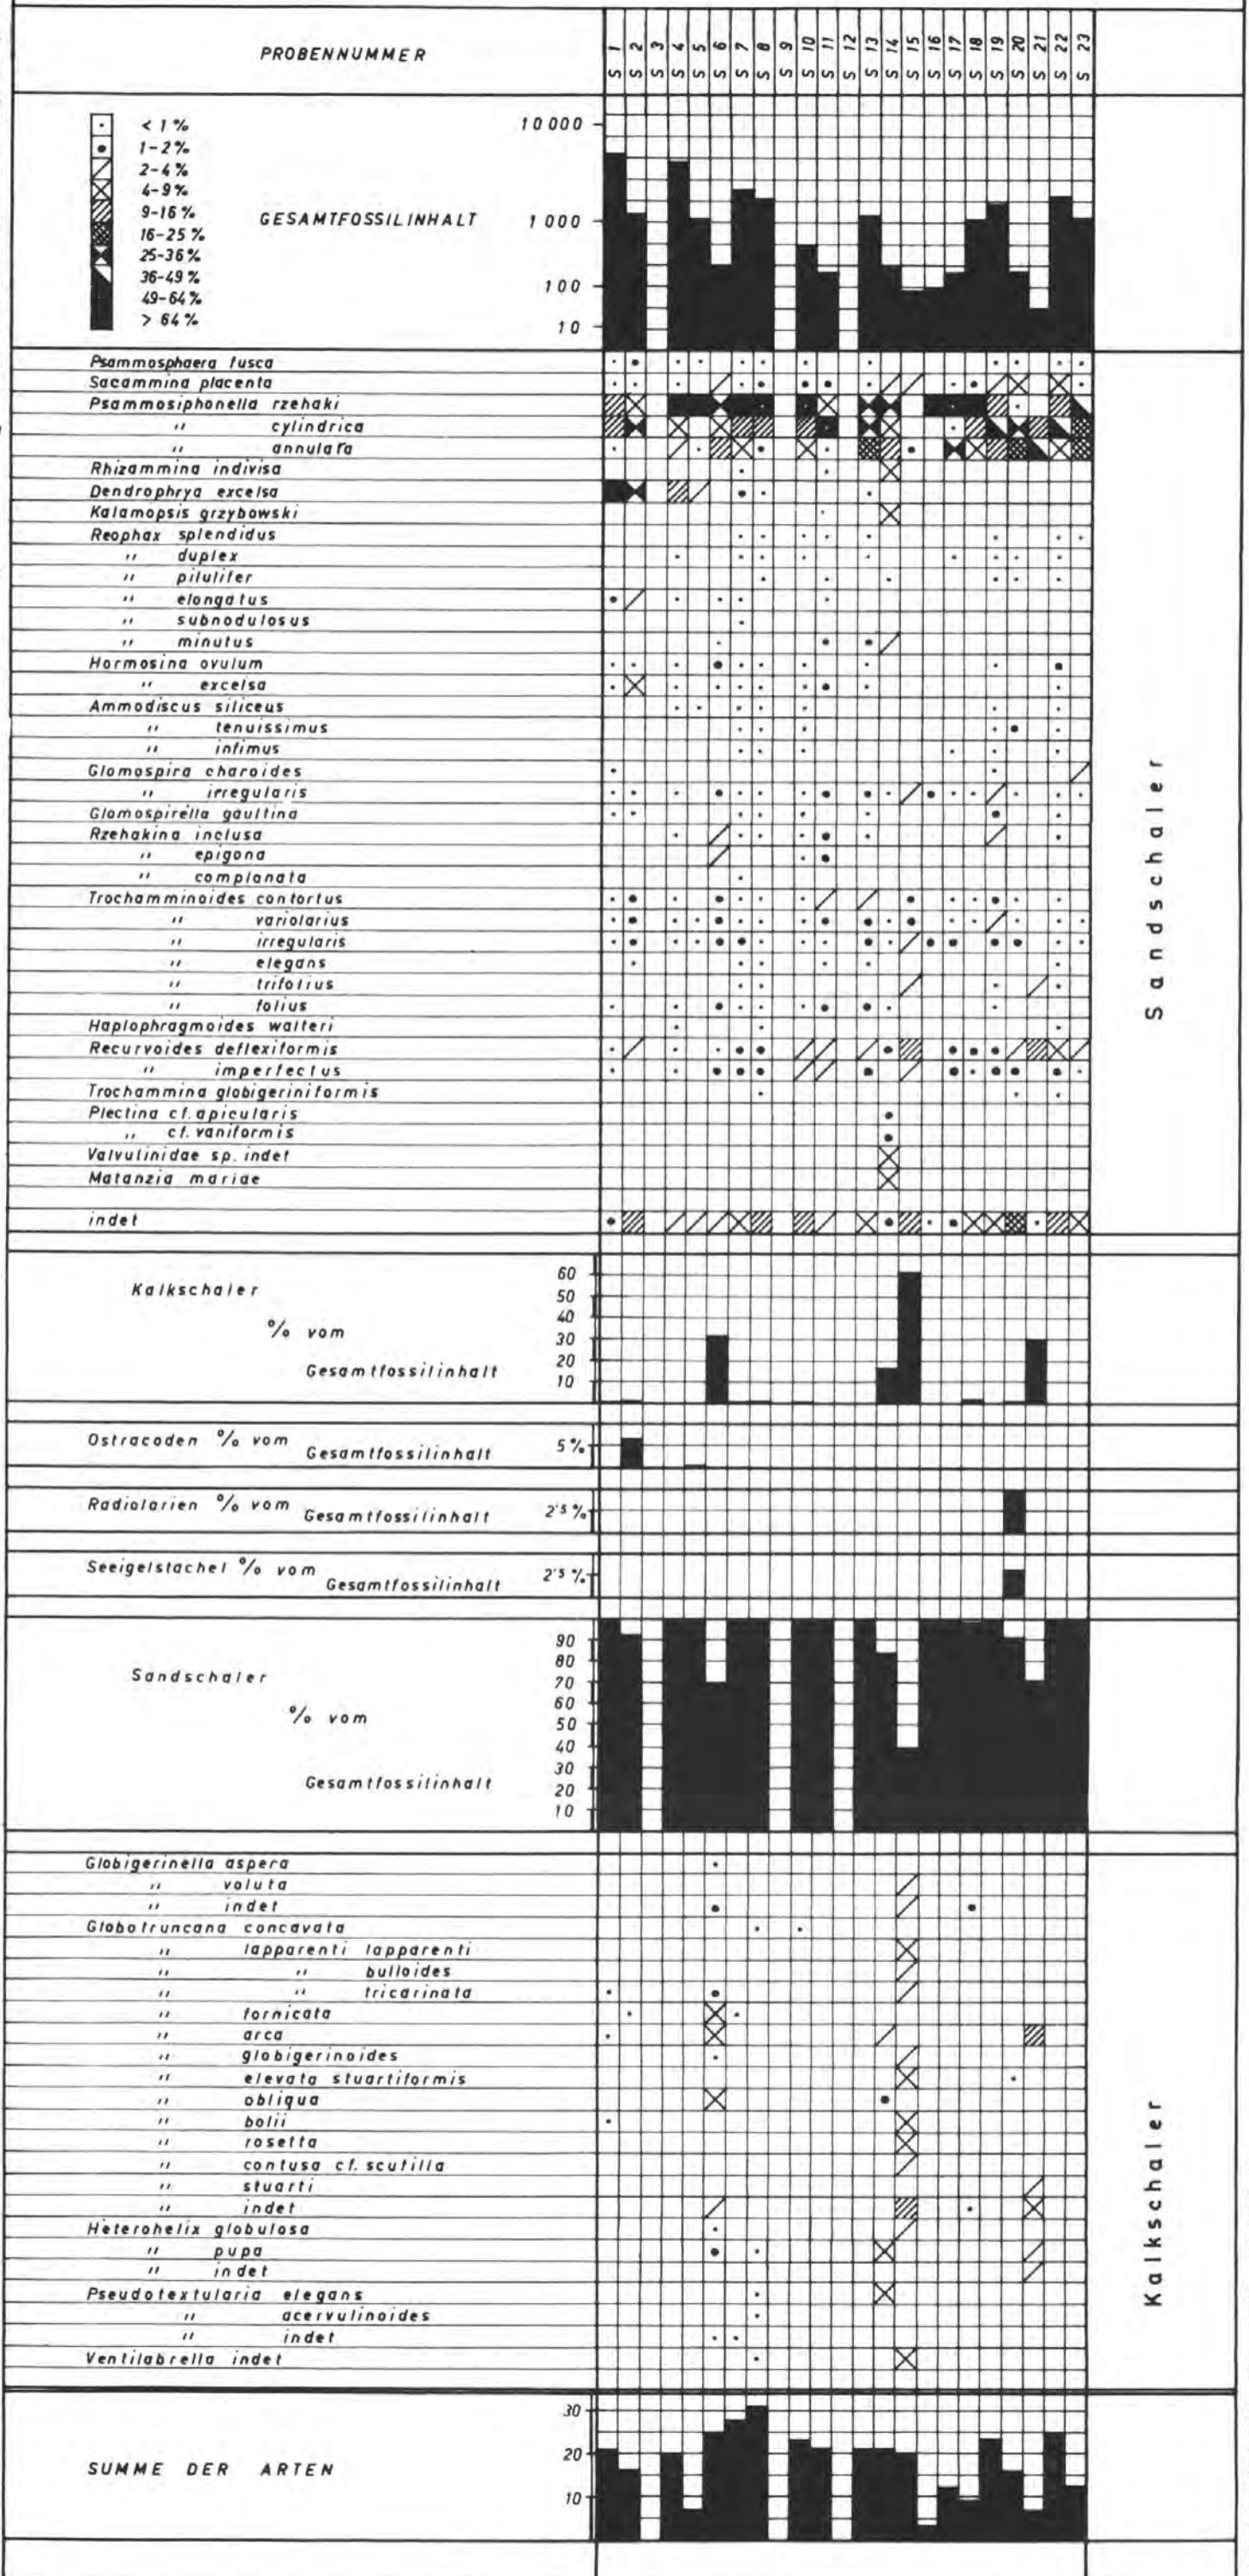 PROBENNUMMER
S 1 S 2 S 3 S 4 S 5 S 6 S 7 S 8 S 9 S 10 S 11 S 12 S 13 S 14 S 15 S 16 S 17 S 18 S 19 S 20 S 21 S 22 S 23
< 1 %
1-2%
2-4%
4-9%
9-16%
16-25 %
25-36%
36-49%
49-64%
> 64%
GESAMTFOSSILINHALT
10 000
1 000
100
10
Psammosphaera fusca
Sacammina placenta
Psammosiphonella rzehaki
" cylindrica
" annulata
Rhizammina indivisa
Dendrophrya excelsa
Kalamopsis grzybowski
Reophax splendidus
" duplex
" pilulifer
" elongatus
" subnodulosus
" minutus
Hormosina ovulum
" excelsa
Ammodiscus siliceus
" tenuissimus
" infimus
Glomospira charoides
" irregularis
Glomospirella gaultina
Rzehakina inclusa
" epigona
" complanata
Trochamminoides contortus
" variolarius
" irregularis
" elegans
" trifolius
" folius
Haplophragmoides walteri
Recurvoides deflexiformis
" imperfectus
Trochammina globigeriniformis
Plectina cf. apicularis
" cf. vaniformis
Valvulinidae sp. indet
Matanzia mariae
indet
Sandschaler
Kalkschaler
% vom
Gesamtfossilinhalt
60
50
40
30
20
10
Ostracoden % vom
Gesamtfossilinhalt
5%
Radiolarien % vom
Gesamtfossilinhalt
2'5%
Seeigelstachel % vom
Gesamtfossilinhalt
2'5%
Sandschaler
% vom
Gesamtfossilinhalt
90
80
70
60
50
40
30
20
10
Globigerinella aspera
" voluta
" indet
Globotruncana concavata
" lapparenti lapparenti
" " bulloides
" " tricarinata
" fornicata
" arca
" globigerinoides
" elevata stuartiformis
" obliqua
" bolii
" rosetta
" contusa cf. scutilla
" stuarti
" indet
Heterohelix globulosa
" pupa
" indet
Pseudotextularia elegans
" acervulinoides
" indet
Ventilabrella indet
Kalkschaler
SUMME DER ARTEN
30
20
10